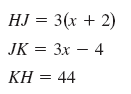 HJ = 3(x + 2)
JK = 3x − 4
KH = 44